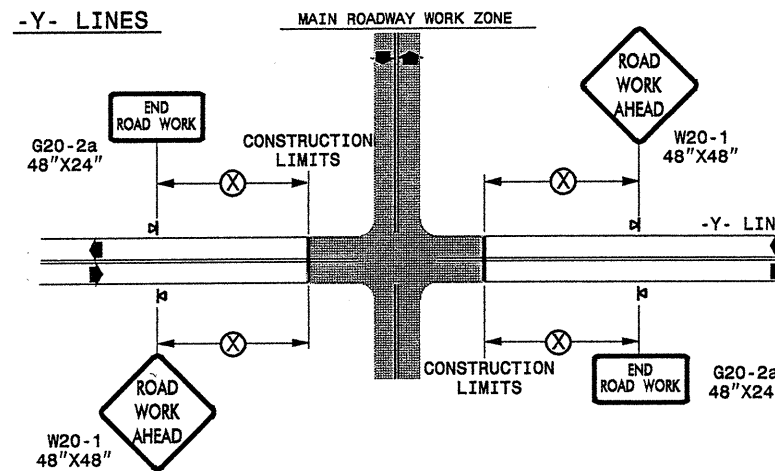 -Y- LINES
MAIN ROADWAY WORK ZONE
END
ROAD WORK
G20-2a
48"X24"
CONSTRUCTION
LIMITS
ROAD
WORK
AHEAD
W20-1
48"X48"
X
X
-Y- LIN
X
X
ROAD
WORK
AHEAD
W20-1
48"X48"
CONSTRUCTION
LIMITS
END
ROAD WORK
G20-2a
48"X24